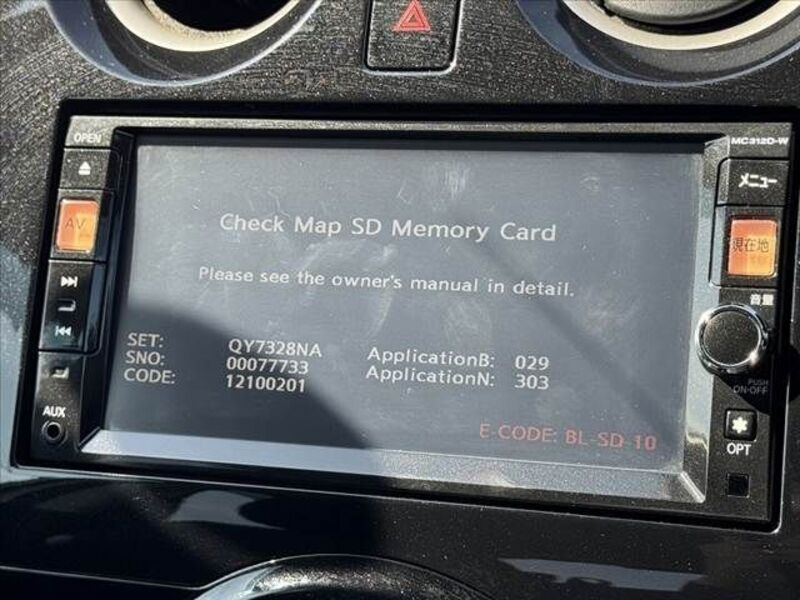 OPEN
MC312D-W
メニュー
AV
現在地
音量
Check Map SD Memory Card
Please see the owner's manual in detail.
SET: QY7328NA ApplicationB: 029
SNO: 00077733 ApplicationN: 303
CODE: 12100201
E-CODE: BL-SD-10
PUSH
ON-OFF
AUX
OPT